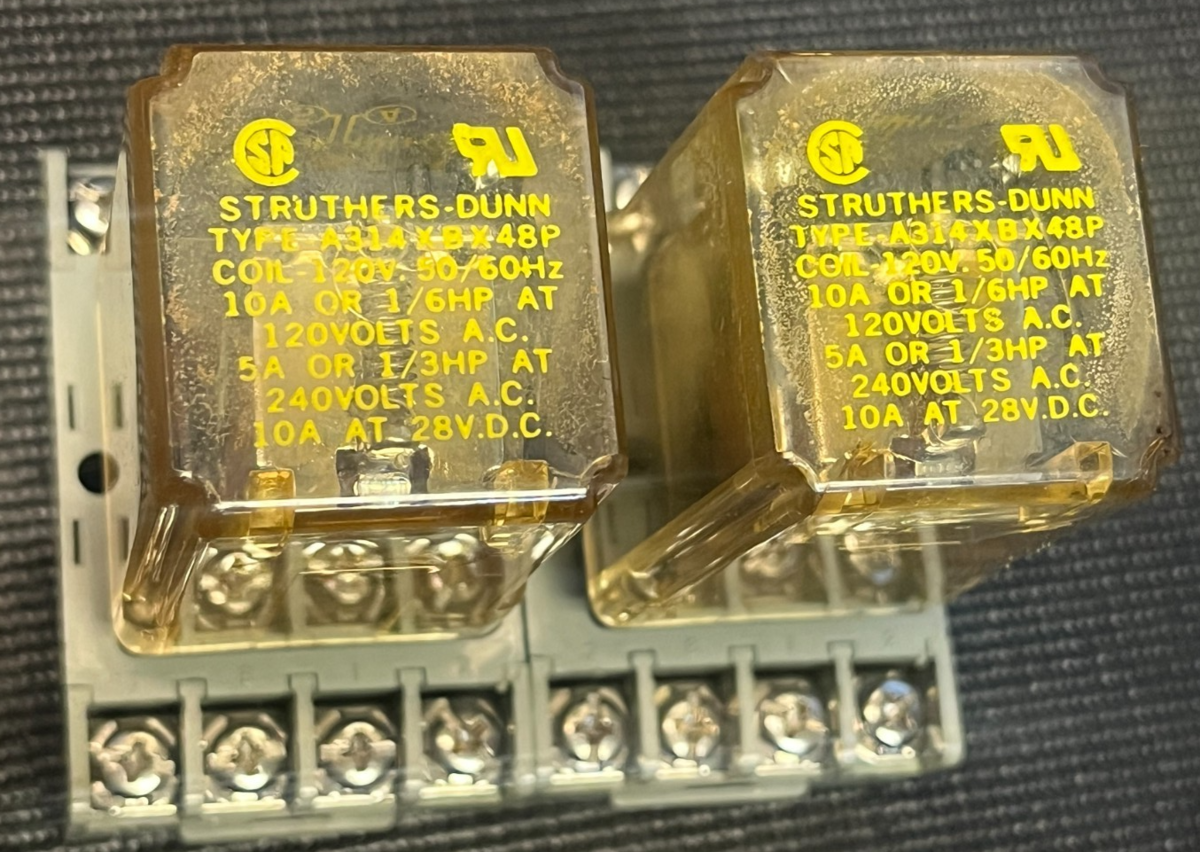 STRUTHERS-DUNN
TYPE A314XBX48P
COIL-120V. 50/60Hz
10A OR 1/6HP AT
120VOLTS A.C.
5A OR 1/3HP AT
240VOLTS A.C.
10A AT 28V.D.C.
STRUTHERS-DUNN
TYPE A314XBX48P
COIL-120V. 50/60Hz
10A OR 1/6HP AT
120VOLTS A.C.
5A OR 1/3HP AT
240VOLTS A.C.
10A AT 28V.D.C.